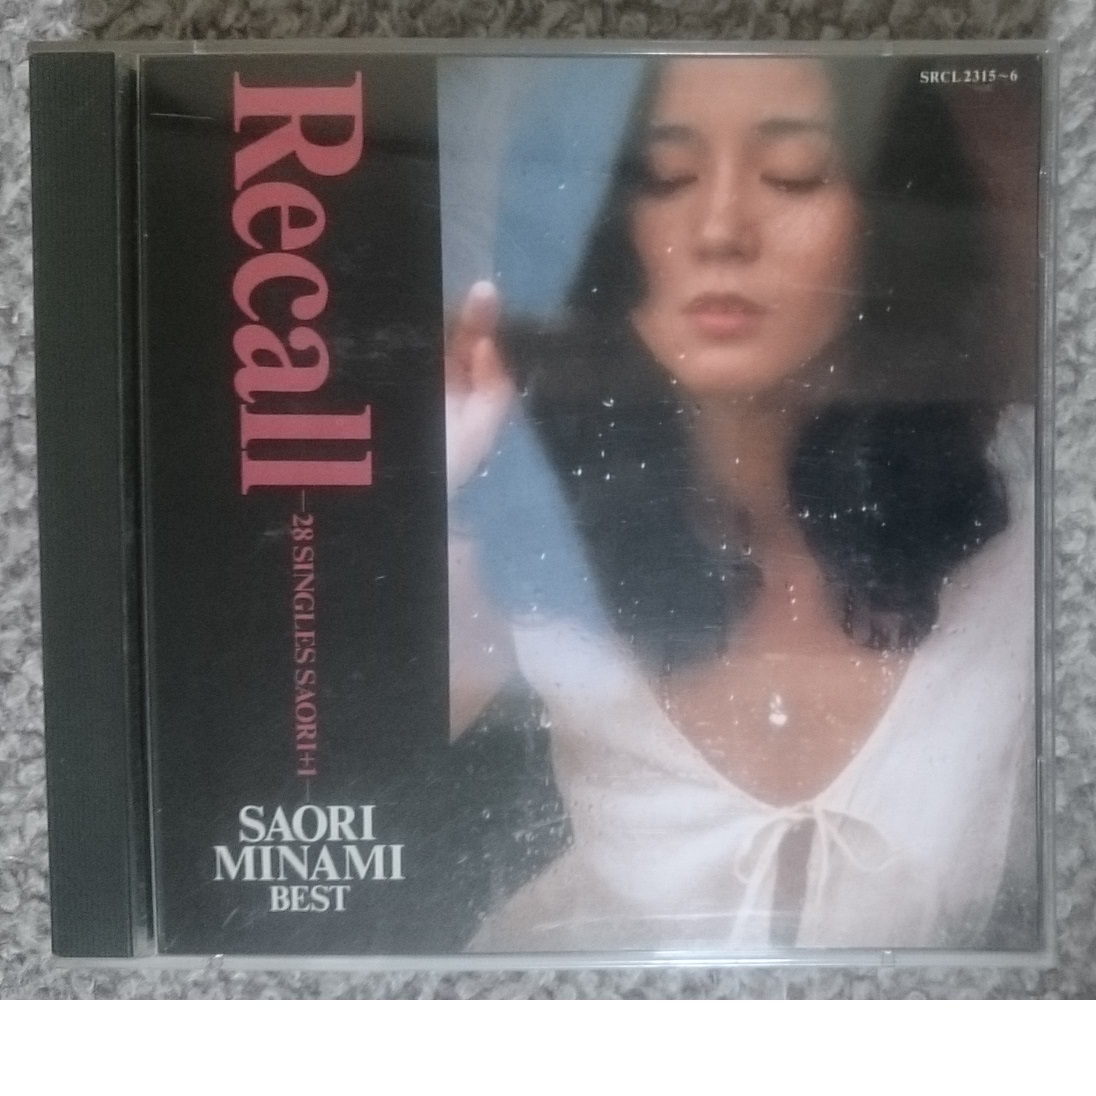 SRCL 2315~6
Recall
—28 SINGLES SAORI+1—
SAORI
MINAMI
BEST